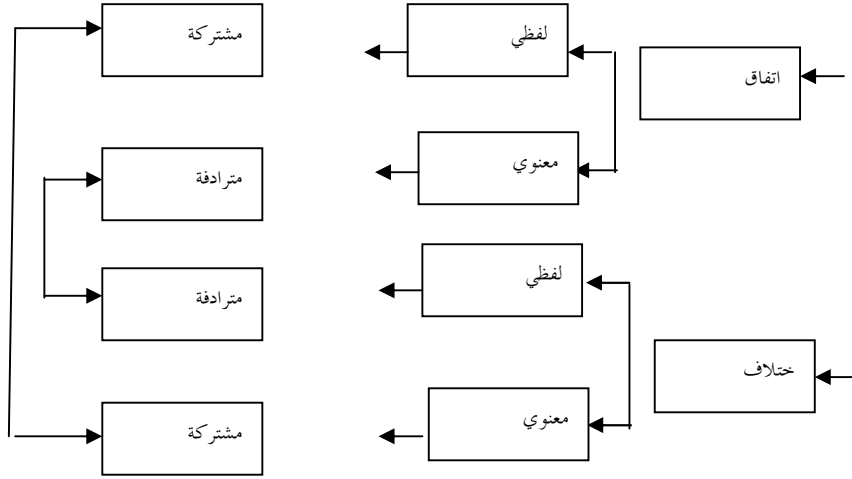 اتفاق
لفظي
مشتركة
معنوي
مترادفة
ختلاف
لفظي
مترادفة
معنوي
مشتركة